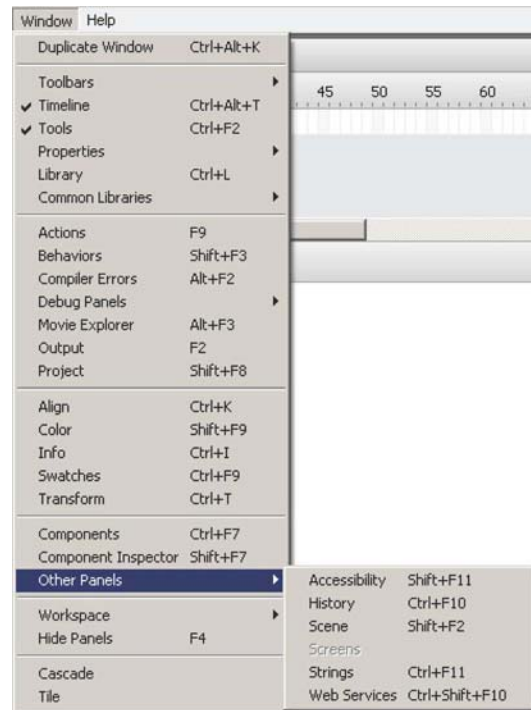 Window Help
Duplicate Window Ctrl+Alt+K
Toolbars
Timeline Ctrl+Alt+T
Tools Ctrl+F2
Properties
Library Ctrl+L
Common Libraries
45 50 55 60
Actions F9
Behaviors Shift+F3
Compiler Errors Alt+F2
Debug Panels
Movie Explorer Alt+F3
Output F2
Project Shift+F8
Align Ctrl+K
Color Shift+F9
Info Ctrl+I
Swatches Ctrl+F9
Transform Ctrl+T
Components Ctrl+F7
Component Inspector Shift+F7
Other Panels
Workspace
Hide Panels F4
Cascade
Tile
Accessibility Shift+F11
History Ctrl+F10
Scene Shift+F2
Screens
Strings Ctrl+F11
Web Services Ctrl+Shift+F10